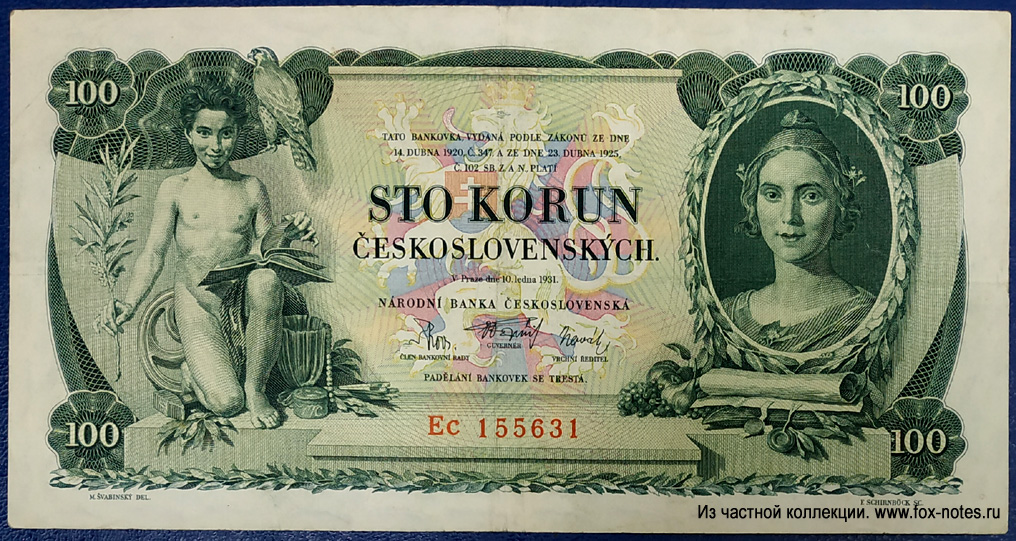 100
100
TATO BANKOVKA, VYDANÁ PODLE ZÁKONŮ ZE DNE
14. DUBNA 1920, Č. 347 A ZE DNE 23. DUBNA 1925,
Č. 102 SB. Z. A N. PLATÍ
STO KORUN
ČESKOSLOVENSKÝCH.
V Praze dne 10. ledna 1931.
NÁRODNÍ BANKA ČESKOSLOVENSKÁ
ČLEN BANKOVNÍ RADY
GUVERNÉR
VRCHNÍ ŘEDITEL
PADĚLÁNÍ BANKOVEK SE TRESTÁ.
Ec 155631
100
100
M. ŠVABINSKÝ DEL.
F. SCHIRNBÖCK SC.
Из частной коллекции. www.fox-notes.ru